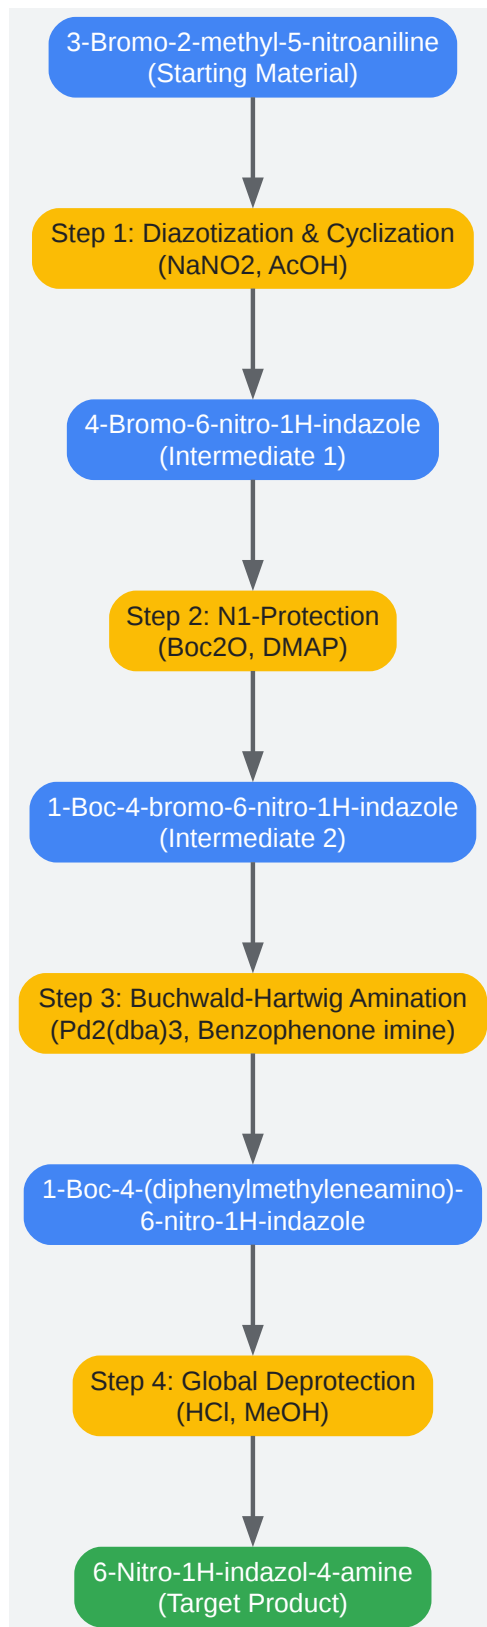 3-Bromo-2-methyl-5-nitroaniline
(Starting Material)
Step 1: Diazotization & Cyclization
(NaNO2, AcOH)
4-Bromo-6-nitro-1H-indazole
(Intermediate 1)
Step 2: N1-Protection
(Boc2O, DMAP)
1-Boc-4-bromo-6-nitro-1H-indazole
(Intermediate 2)
Step 3: Buchwald-Hartwig Amination
(Pd2(dba)3, Benzophenone imine)
1-Boc-4-(diphenylmethyleneamino)-
6-nitro-1H-indazole
Step 4: Global Deprotection
(HCl, MeOH)
6-Nitro-1H-indazol-4-amine
(Target Product)